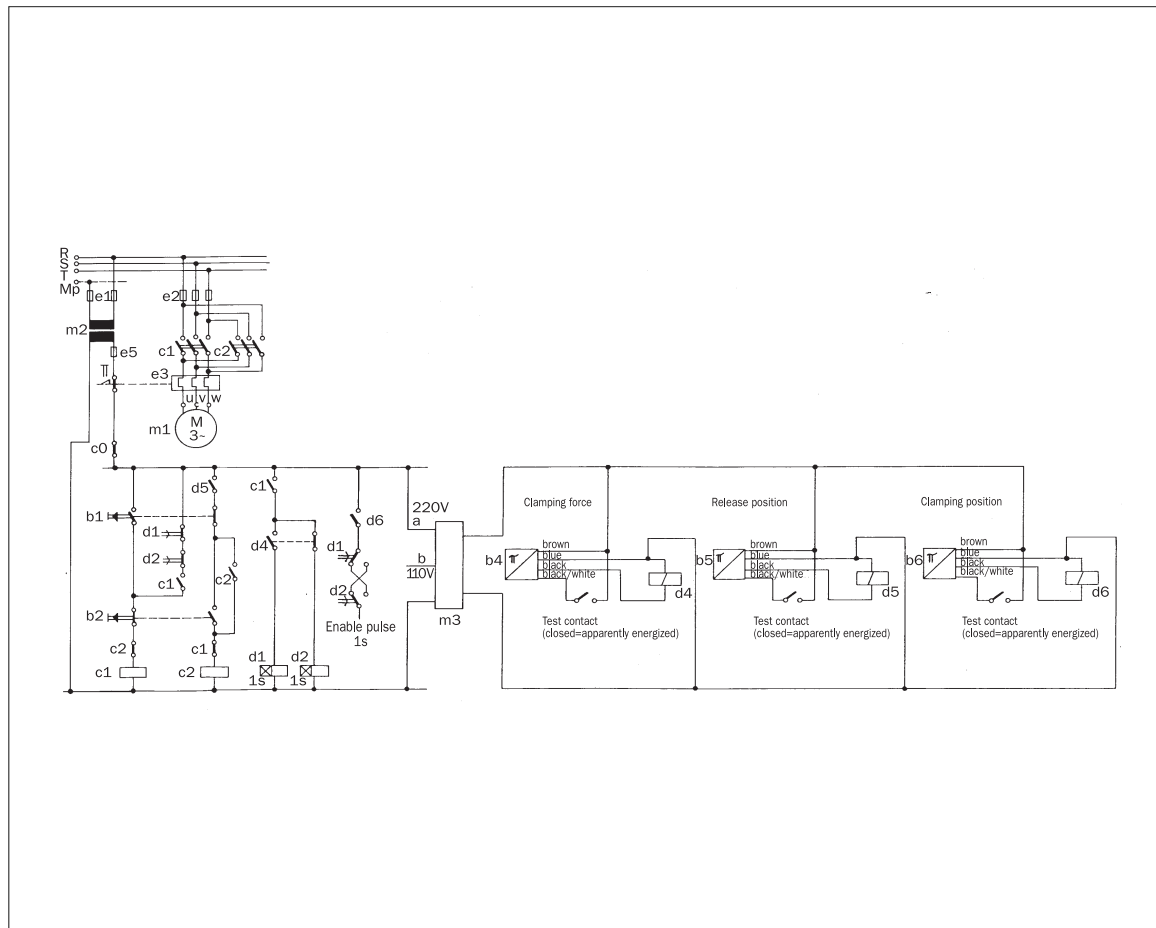 R
S
T
Mp
e1
e2
m2
e5
c1
c2
e3
u v w
m1
M
3~
c0
d5
c1
b1
d1
d2
c1
c2
b2
c2
c1
c1
c2
d4
d1
1s
d2
1s
d6
d1
d2
Enable pulse
1s
220V
a
b
110V
m3
Clamping force
b4
brown
blue
black
black/white
d4
Test contact
(closed=apparently energized)
Release position
b5
brown
blue
black
black/white
d5
Test contact
(closed=apparently energized)
Clamping position
b6
brown
blue
black
black/white
d6
Test contact
(closed=apparently energized)